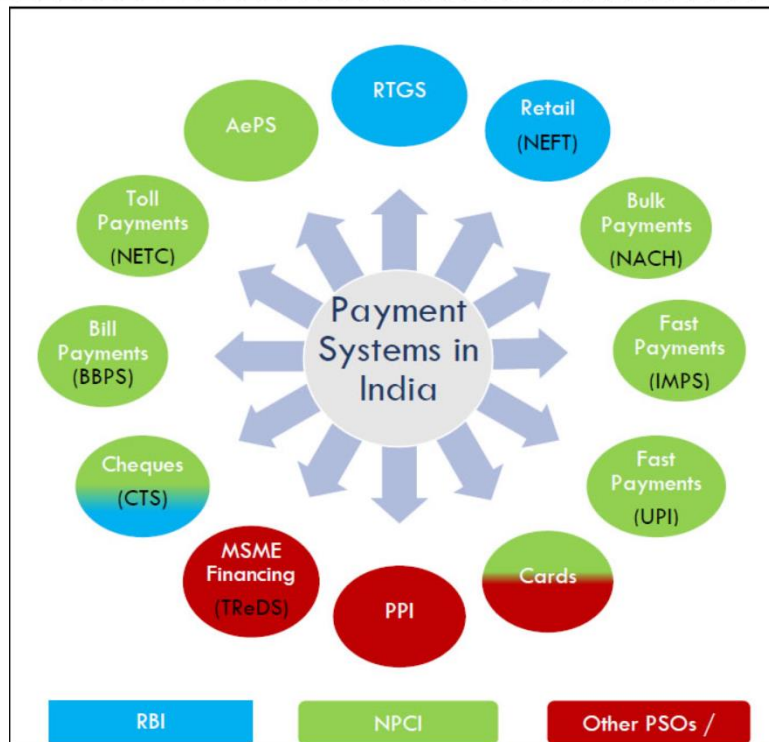 RTGS
Retail
(NEFT)
Bulk
Payments
(NACH)
Fast
Payments
(IMPS)
Fast
Payments
(UPI)
Cards
PPI
MSME
Financing
(TReDS)
Cheques
(CTS)
Bill
Payments
(BBPS)
Toll
Payments
(NETC)
AePS
Payment
Systems in
India
RBI
NPCI
Other PSOs /